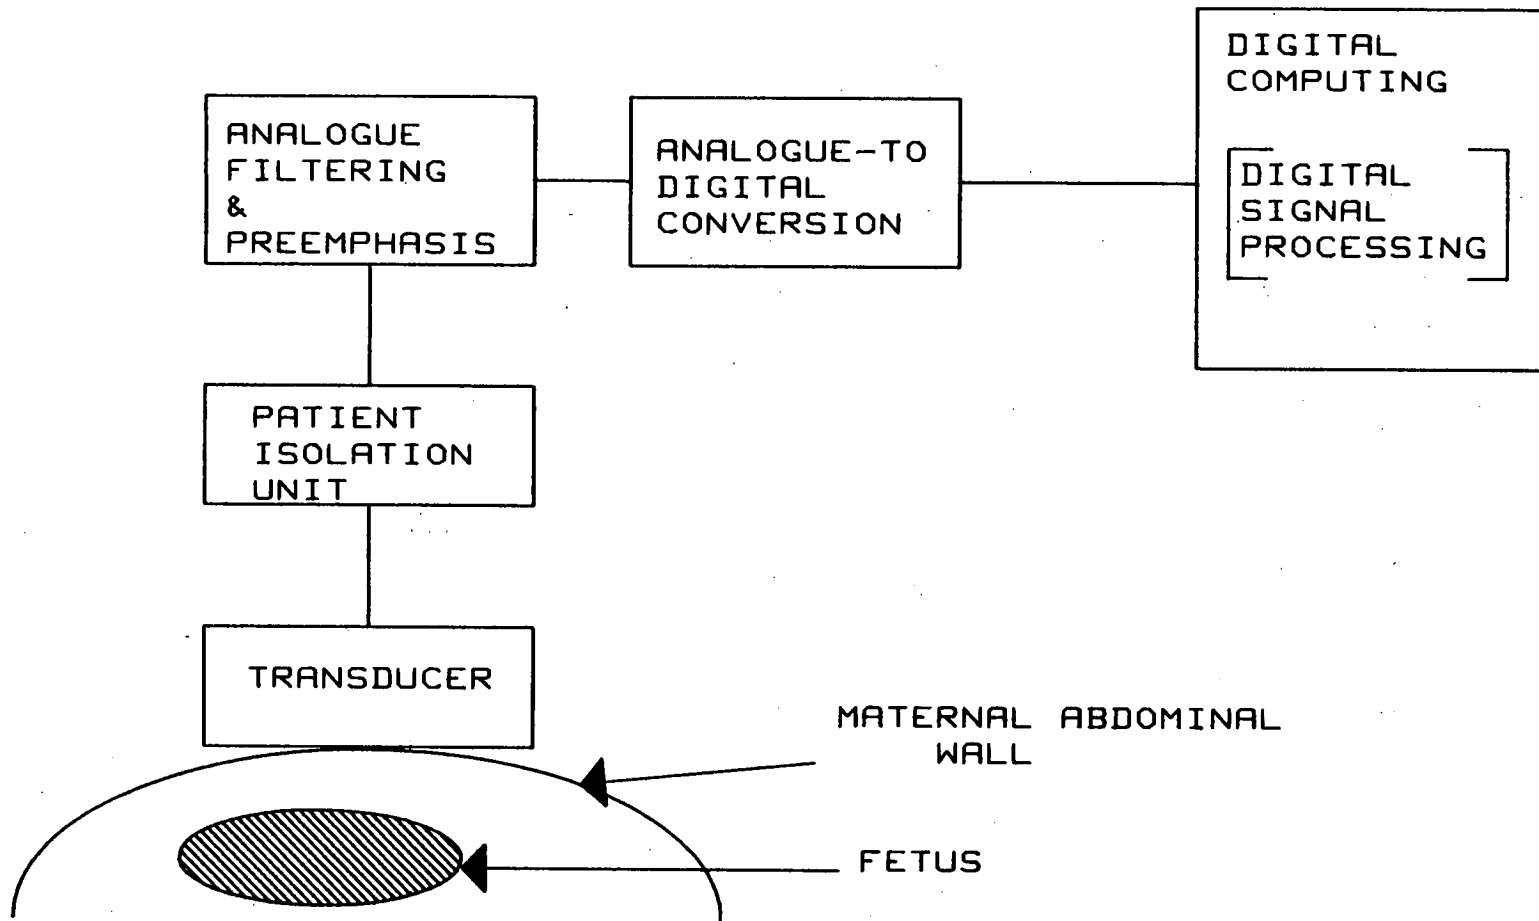 DIGITAL
COMPUTING
DIGITAL
SIGNAL
PROCESSING
ANALOGUE
FILTERING
&
PREEMPHASIS
ANALOGUE-TO
DIGITAL
CONVERSION
PATIENT
ISOLATION
UNIT
TRANSDUCER
MATERNAL ABDOMINAL
WALL
FETUS